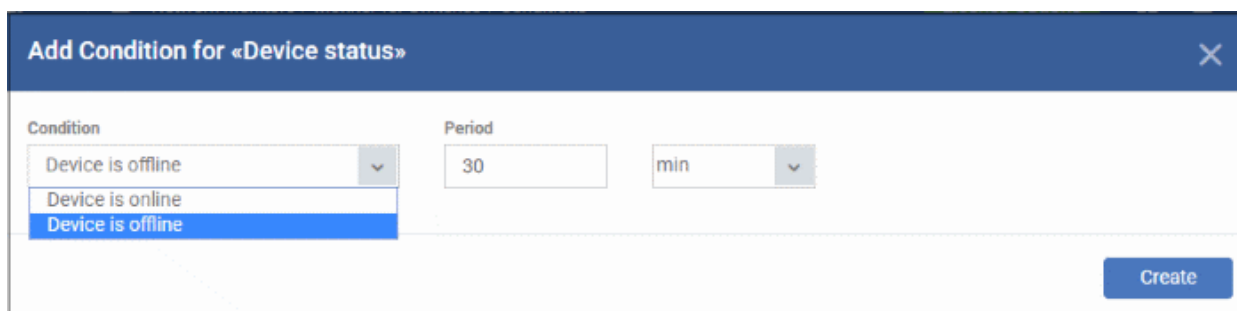 Add Condition for «Device status»
Condition
Period
Device is offline
30
min
Device is online
Device is offline
Create